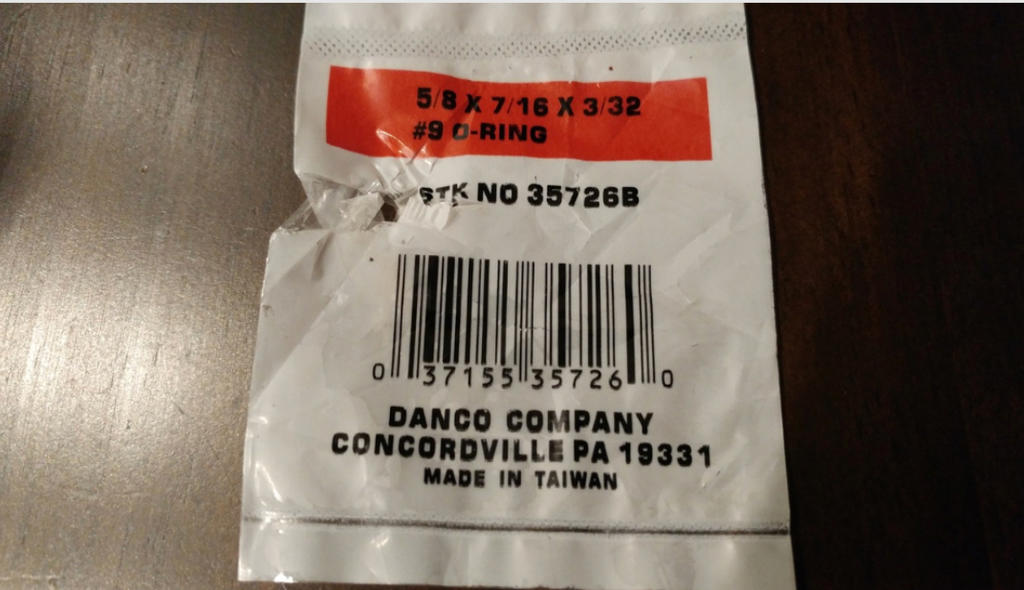 5/8 X 7/16 X 3/32
#9 O-RING
STK NO 35726B
0 37155 35726 0
DANCO COMPANY
CONCORDVILLE PA 19331
MADE IN TAIWAN